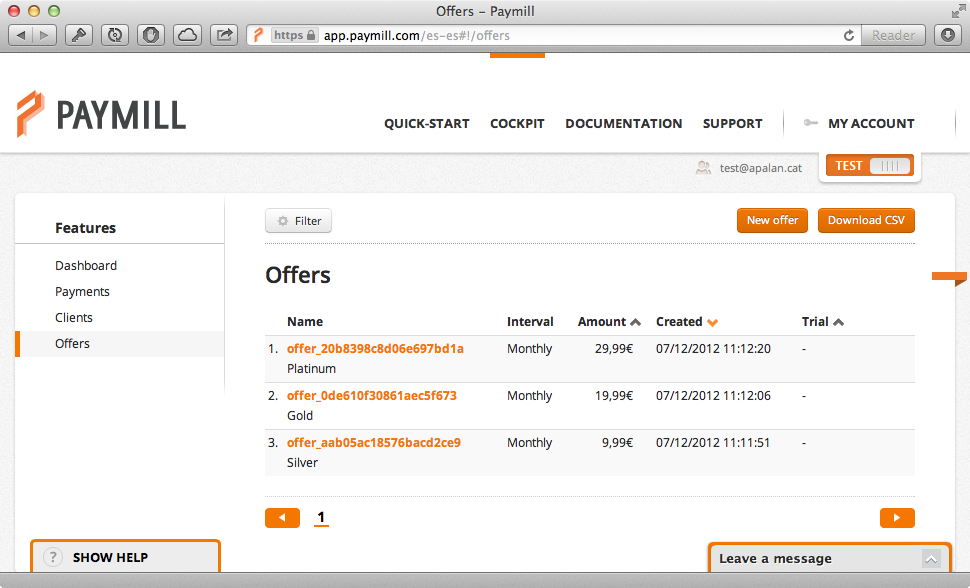 Offers – Paymill
https app.paymill.com/es-es#!/offers
Reader
PAYMILL
QUICK-START COCKPIT DOCUMENTATION SUPPORT MY ACCOUNT
test@apalan.cat TEST
Features
Dashboard
Payments
Clients
Offers
Filter New offer Download CSV
Offers
Name Interval Amount Created Trial
1. offer_20b8398c8d06e697bd1a Monthly 29,99€ 07/12/2012 11:12:20 -
Platinum
2. offer_0de610f30861aec5f673 Monthly 19,99€ 07/12/2012 11:12:06 -
Gold
3. offer_aab05ac18576bacd2ce9 Monthly 9,99€ 07/12/2012 11:11:51 -
Silver
1
? SHOW HELP
Leave a message